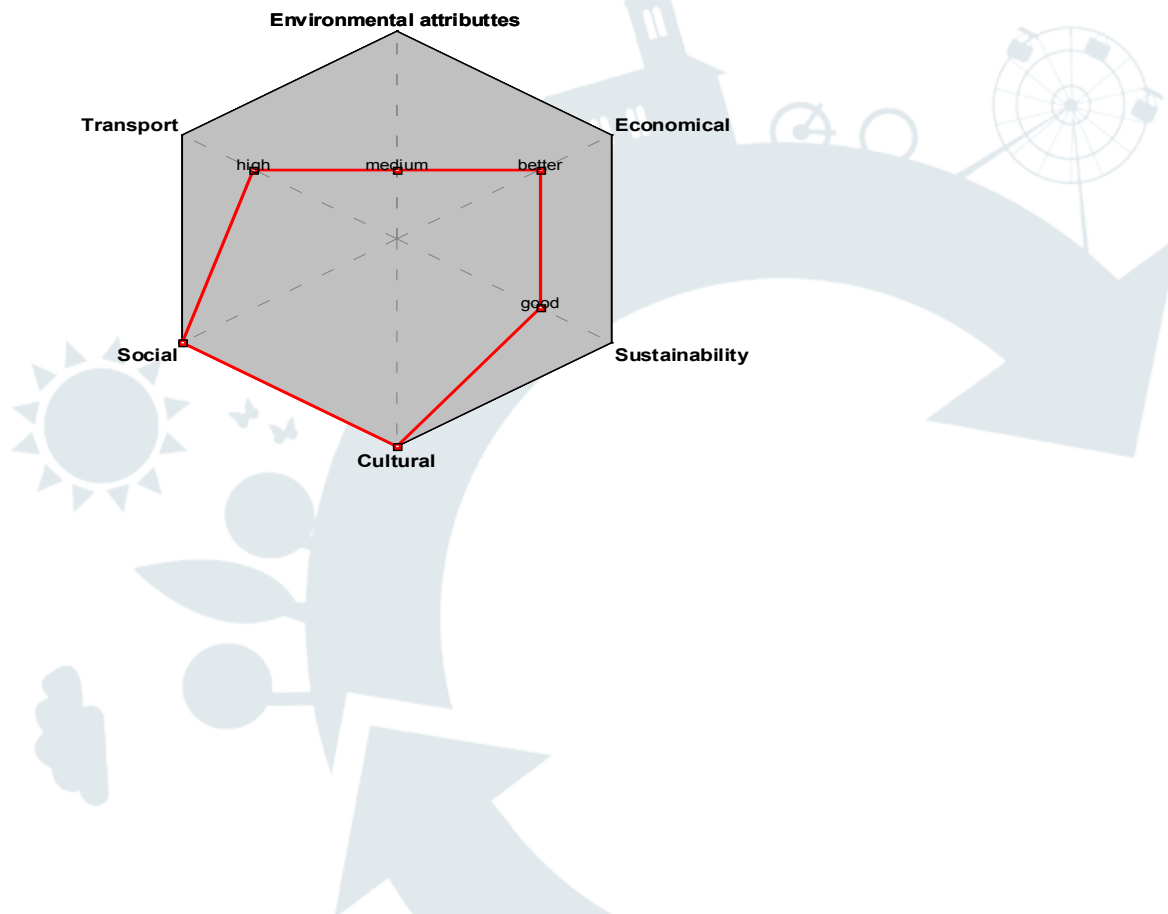 Environmental attributtes
Transport
Economical
high
medium
better
good
Social
Sustainability
Cultural